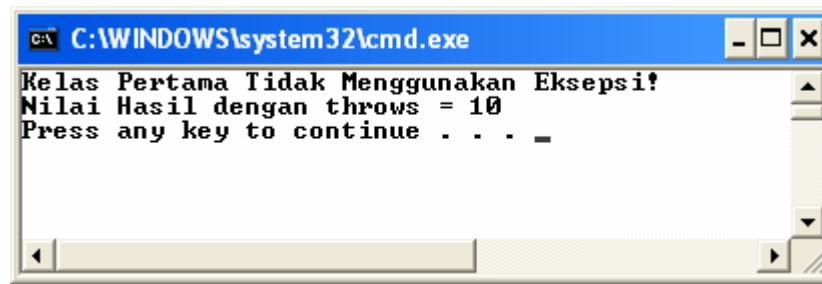 C:\WINDOWS\system32\cmd.exe
Kelas Pertama Tidak Menggunakan Eksepsi!
Nilai Hasil dengan throws = 10
Press any key to continue . . . _